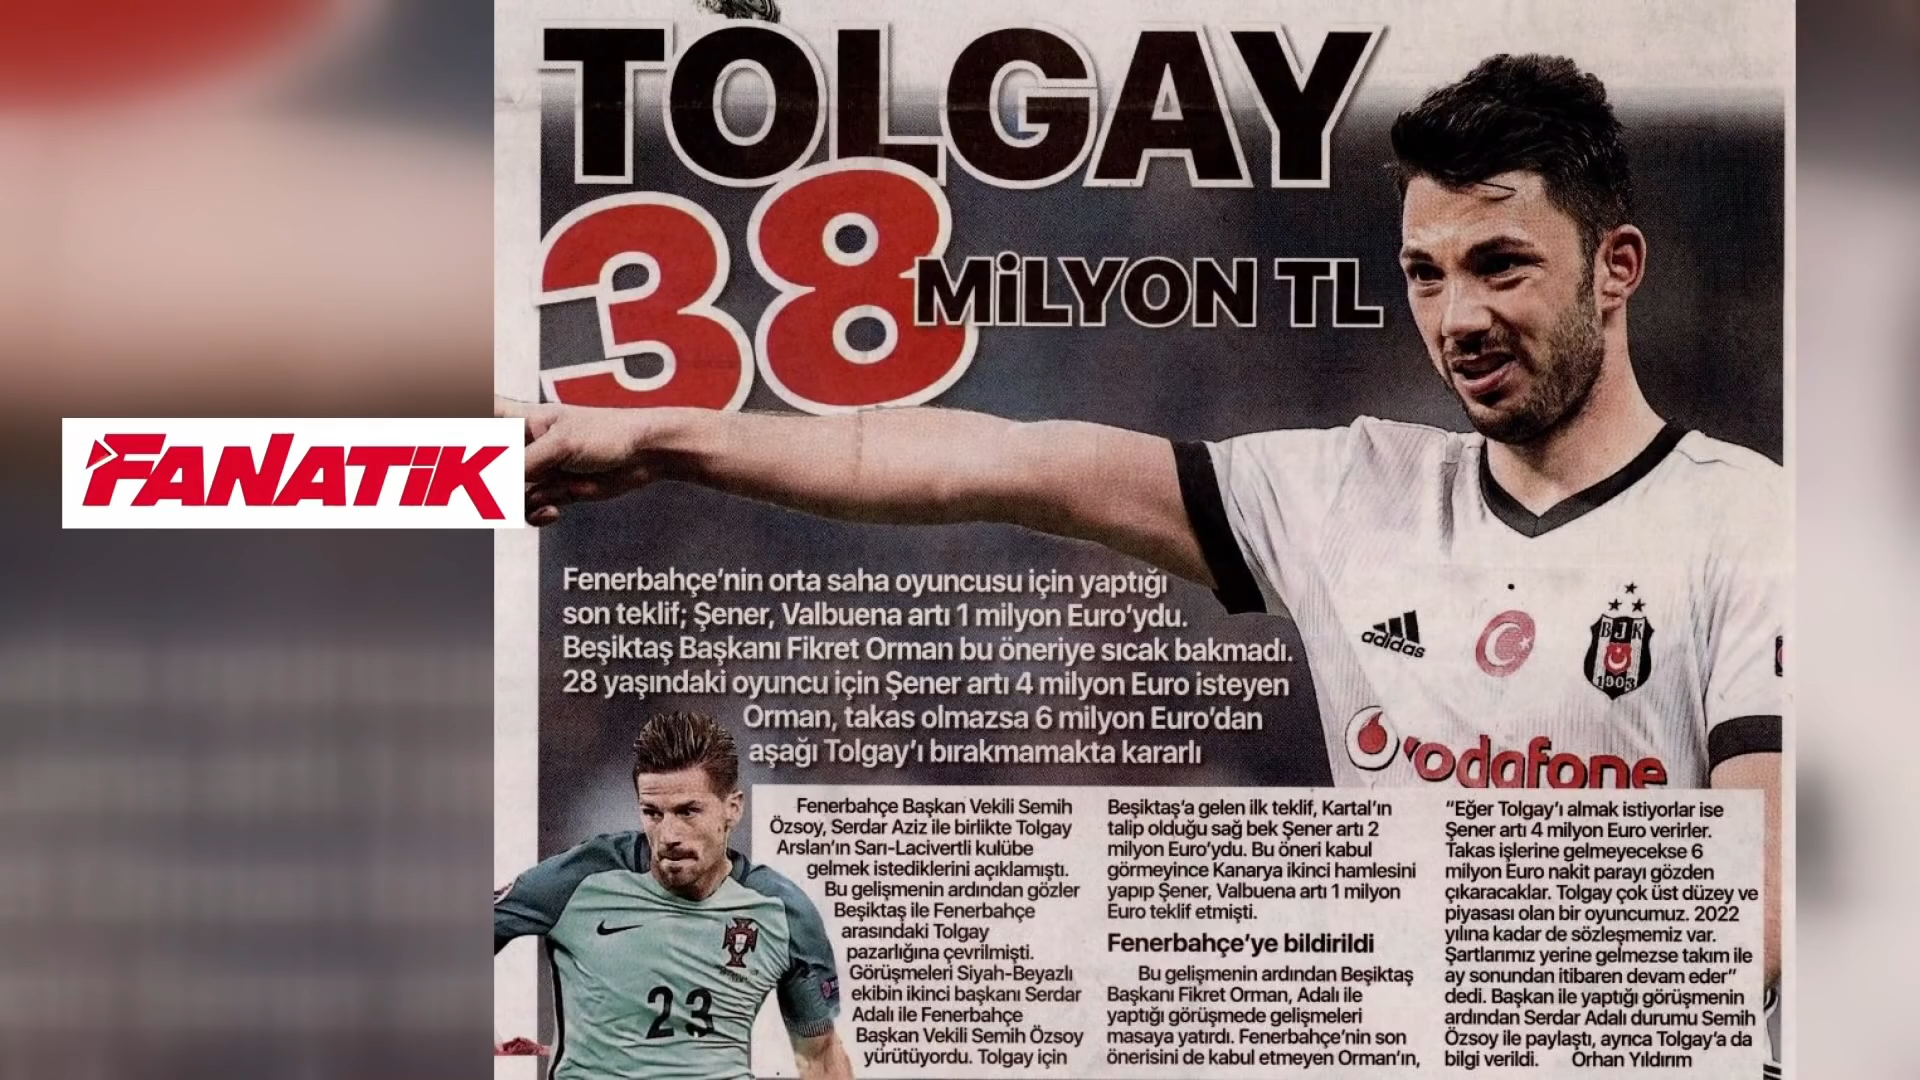 TOLGAY
38 MİLYON TL
FANATİK
Fenerbahçe’nin orta saha oyuncusu için yaptığı
son teklif; Şener, Valbuena artı 1 milyon Euro’ydu.
Beşiktaş Başkanı Fikret Orman bu öneriye sıcak bakmadı.
28 yaşındaki oyuncu için Şener artı 4 milyon Euro isteyen
Orman, takas olmazsa 6 milyon Euro’dan
aşağı Tolgay’ı bırakmamakta kararlı
adidas
BJK
1903
vodafone
23
Fenerbahçe Başkan Vekili Semih
Özsoy, Serdar Aziz ile birlikte Tolgay
Arslan’ın Sarı-Lacivertli kulübe
gelmek istediklerini açıklamıştı.
Bu gelişmenin ardından gözler
Beşiktaş ile Fenerbahçe
arasındaki Tolgay
pazarlığına çevrilmişti.
Görüşmeleri Siyah-Beyazlı
ekibin ikinci başkanı Serdar
Adalı ile Fenerbahçe
Başkan Vekili Semih Özsoy
yürütüyordu. Tolgay için
Beşiktaş’a gelen ilk teklif, Kartal’ın
talip olduğu sağ bek Şener artı 2
milyon Euro’ydu. Bu öneri kabul
görmeyince Kanarya ikinci hamlesini
yapıp Şener, Valbuena artı 1 milyon
Euro teklif etmişti.
Fenerbahçe’ye bildirildi
Bu gelişmenin ardından Beşiktaş
Başkanı Fikret Orman, Adalı ile
yaptığı görüşmede gelişmeleri
masaya yatırdı. Fenerbahçe’nin son
önerisini de kabul etmeyen Orman’ın,
“Eğer Tolgay’ı almak istiyorlar ise
Şener artı 4 milyon Euro verirler.
Takas işlerine gelmeyecekse 6
milyon Euro nakit parayı gözden
çıkaracaklar. Tolgay çok üst düzey ve
piyasası olan bir oyuncumuz. 2022
yılına kadar de sözleşmemiz var.
Şartlarımız yerine gelmezse takım ile
ay sonundan itibaren devam eder”
dedi. Başkan ile yaptığı görüşmenin
ardından Serdar Adalı durumu Semih
Özsoy ile paylaştı, ayrıca Tolgay’a da
bilgi verildi. Orhan Yıldırım